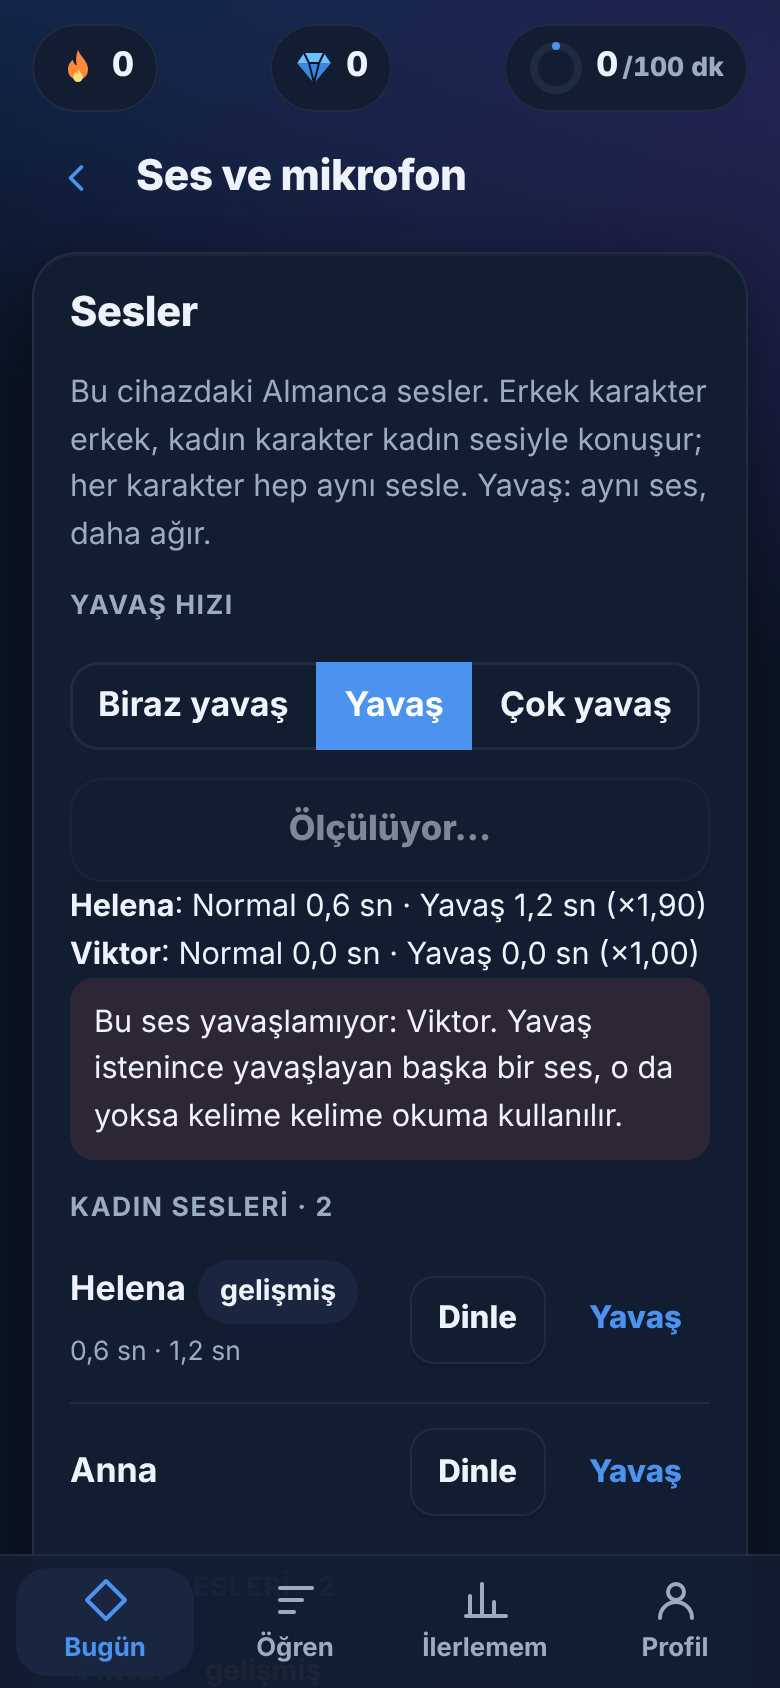 0
0
0/100 dk
Ses ve mikrofon
Sesler
Bu cihazdaki Almanca sesler. Erkek karakter
erkek, kadın karakter kadın sesiyle konuşur;
her karakter hep aynı sesle. Yavaş: aynı ses,
daha ağır.
YAVAŞ HIZI
Biraz yavaş
Yavaş
Çok yavaş
Ölçülüyor...
Helena: Normal 0,6 sn · Yavaş 1,2 sn (×1,90)
Viktor: Normal 0,0 sn · Yavaş 0,0 sn (×1,00)
Bu ses yavaşlamıyor: Viktor. Yavaş
istenince yavaşlayan başka bir ses, o da
yoksa kelime kelime okuma kullanılır.
KADIN SESLERİ · 2
Helena gelişmiş
0,6 sn · 1,2 sn
Dinle
Yavaş
Anna
Dinle
Yavaş
ESLERİ · 2
gelişmiş
Bugün
Öğren
İlerlemem
Profil